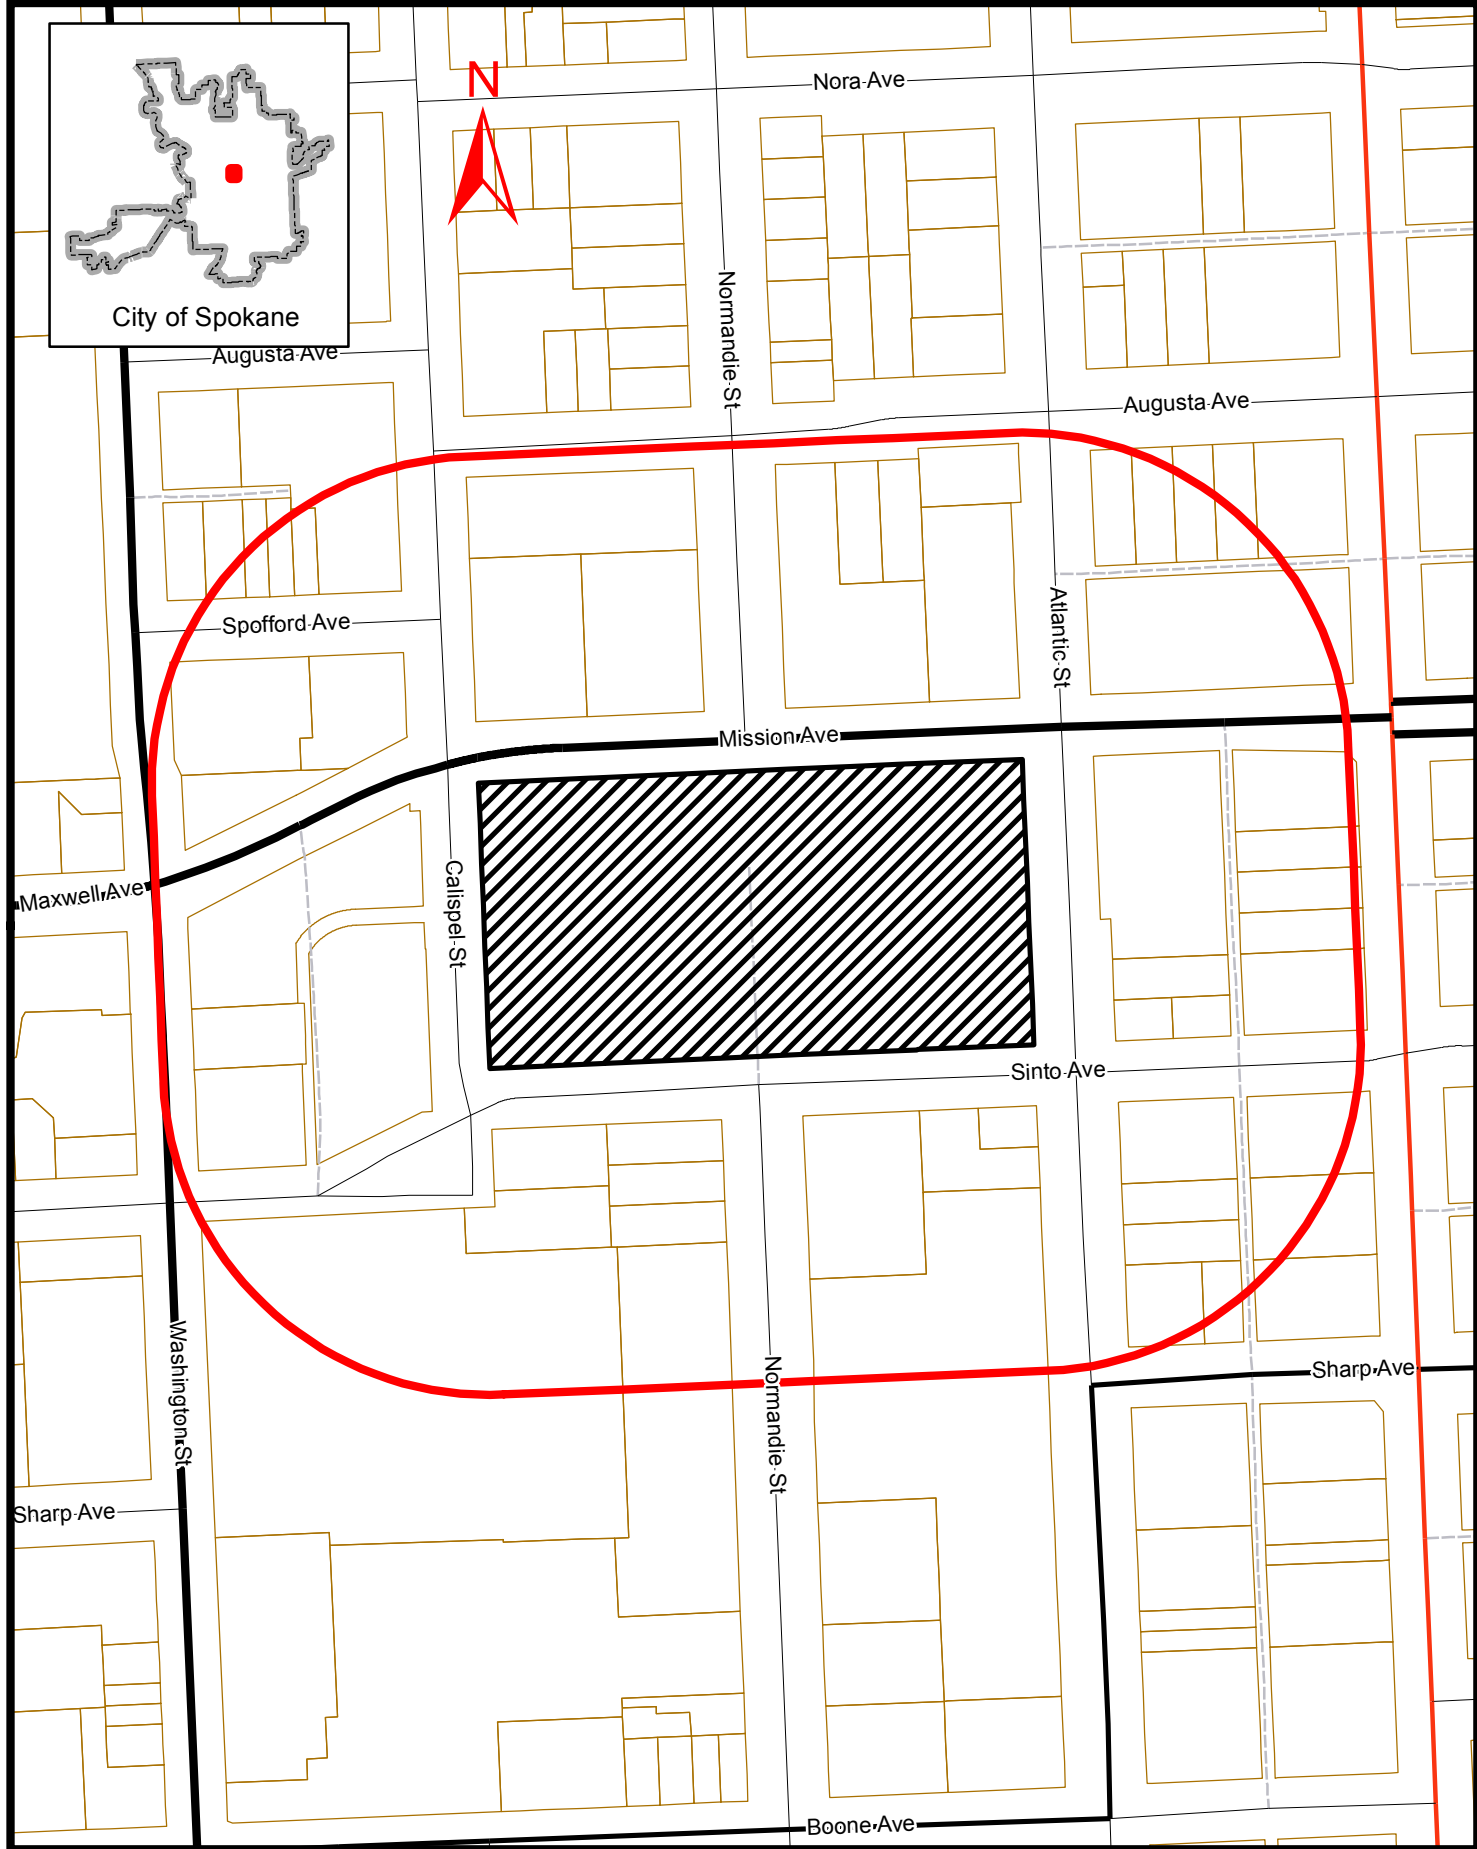 N
Nora Ave
City of Spokane
Augusta Ave
Normandie St
Augusta Ave
Spofford Ave
Atlantic St
Mission Ave
Maxwell Ave
Calispel St
Sinto Ave
Washington St
Normandie St
Sharp Ave
Sharp Ave
Boone Ave